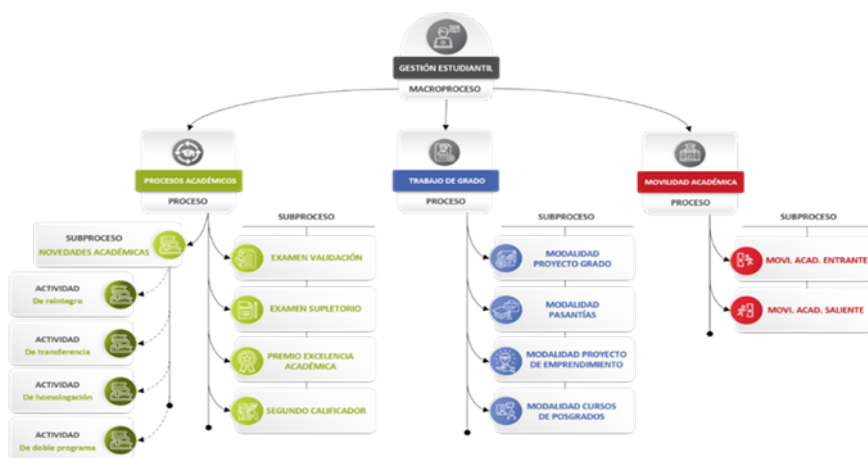 GESTIÓN ESTUDIANTIL
MACROPROCESO
PROCESOS ACADÉMICOS
PROCESO
TRABAJO DE GRADO
PROCESO
MOVILIDAD ACADÉMICA
PROCESO
SUBPROCESO
NOVEDADES ACADÉMICAS
ACTIVIDAD
De reintegro
ACTIVIDAD
De transferencia
ACTIVIDAD
De homologación
ACTIVIDAD
De doble programa
SUBPROCESO
EXAMEN VALIDACIÓN
EXAMEN SUPLETORIO
PREMIO EXCELENCIA
ACADÉMICA
SEGUNDO CALIFICADOR
SUBPROCESO
MODALIDAD
PROYECTO GRADO
MODALIDAD
PASANTÍAS
MODALIDAD PROYECTO
DE EMPRENDIMIENTO
MODALIDAD CURSOS
DE POSGRADOS
SUBPROCESO
MOVI. ACAD. ENTRANTE
MOVI. ACAD. SALIENTE